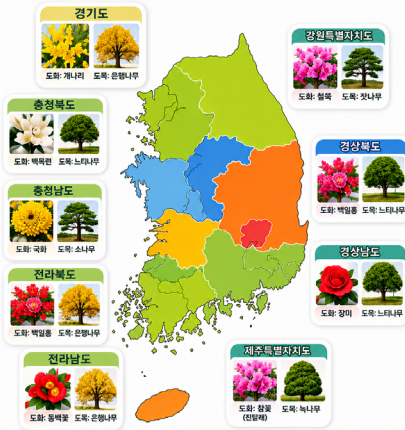 경기도
도화: 개나리 도목: 은행나무
강원특별자치도
도화: 철쭉 도목: 잣나무
충청북도
도화: 백목련 도목: 느티나무
경상북도
도화: 백일홍 도목: 느티나무
충청남도
도화: 국화 도목: 소나무
경상남도
도화: 장미 도목: 느티나무
전라북도
도화: 백일홍 도목: 은행나무
전라남도
도화: 동백꽃 도목: 은행나무
제주특별자치도
도화: 참꽃 도목: 녹나무
(진달래)